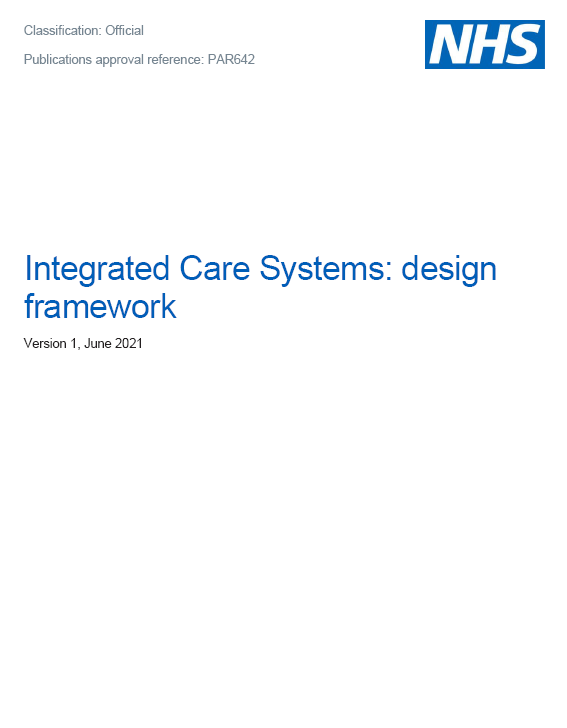 Classification: Official
NHS
Publications approval reference: PAR642
Integrated Care Systems: design
framework
Version 1, June 2021